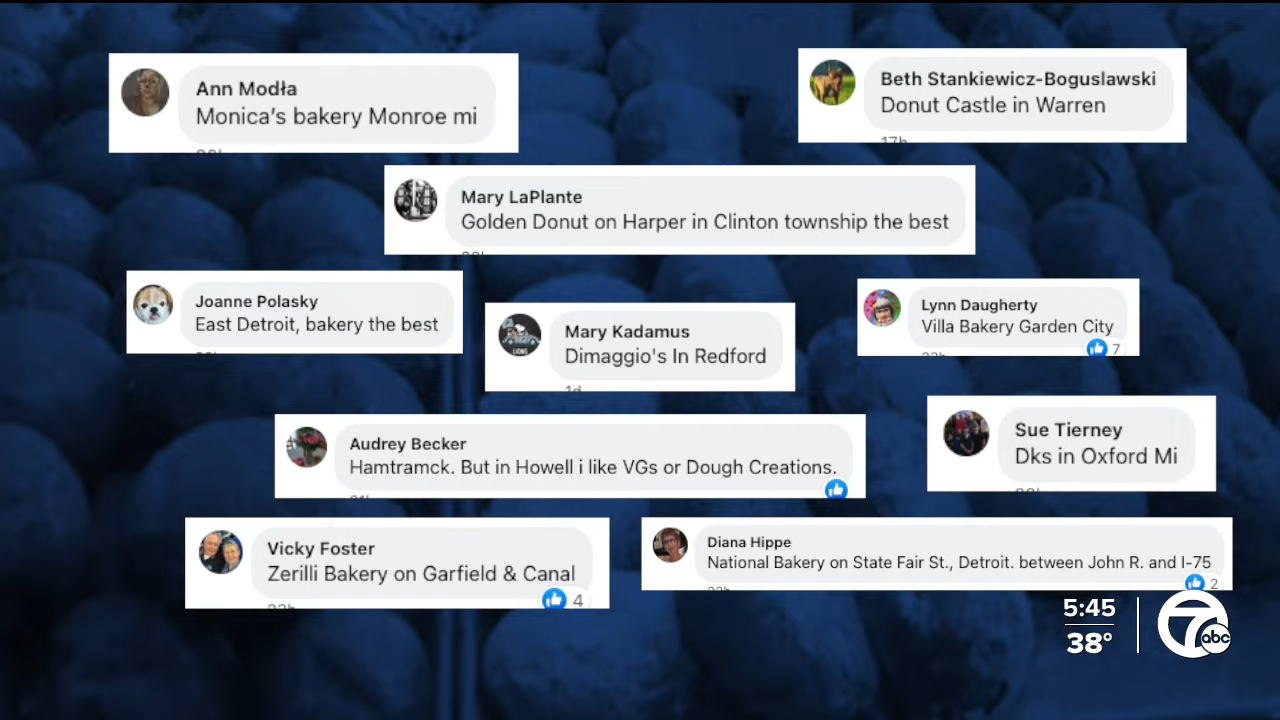 Ann Modła
Monica's bakery Monroe mi
Beth Stankiewicz-Boguslawski
Donut Castle in Warren
17h
Mary LaPlante
Golden Donut on Harper in Clinton township the best
Joanne Polasky
East Detroit, bakery the best
Mary Kadamus
Dimaggio's In Redford
1d
LIONS
Lynn Daugherty
Villa Bakery Garden City
7
Audrey Becker
Hamtramck. But in Howell i like VGs or Dough Creations.
Sue Tierney
Dks in Oxford Mi
Vicky Foster
Zerilli Bakery on Garfield & Canal
4
Diana Hippe
National Bakery on State Fair St., Detroit. between John R. and I-75
2
5:45
38°
7 abc